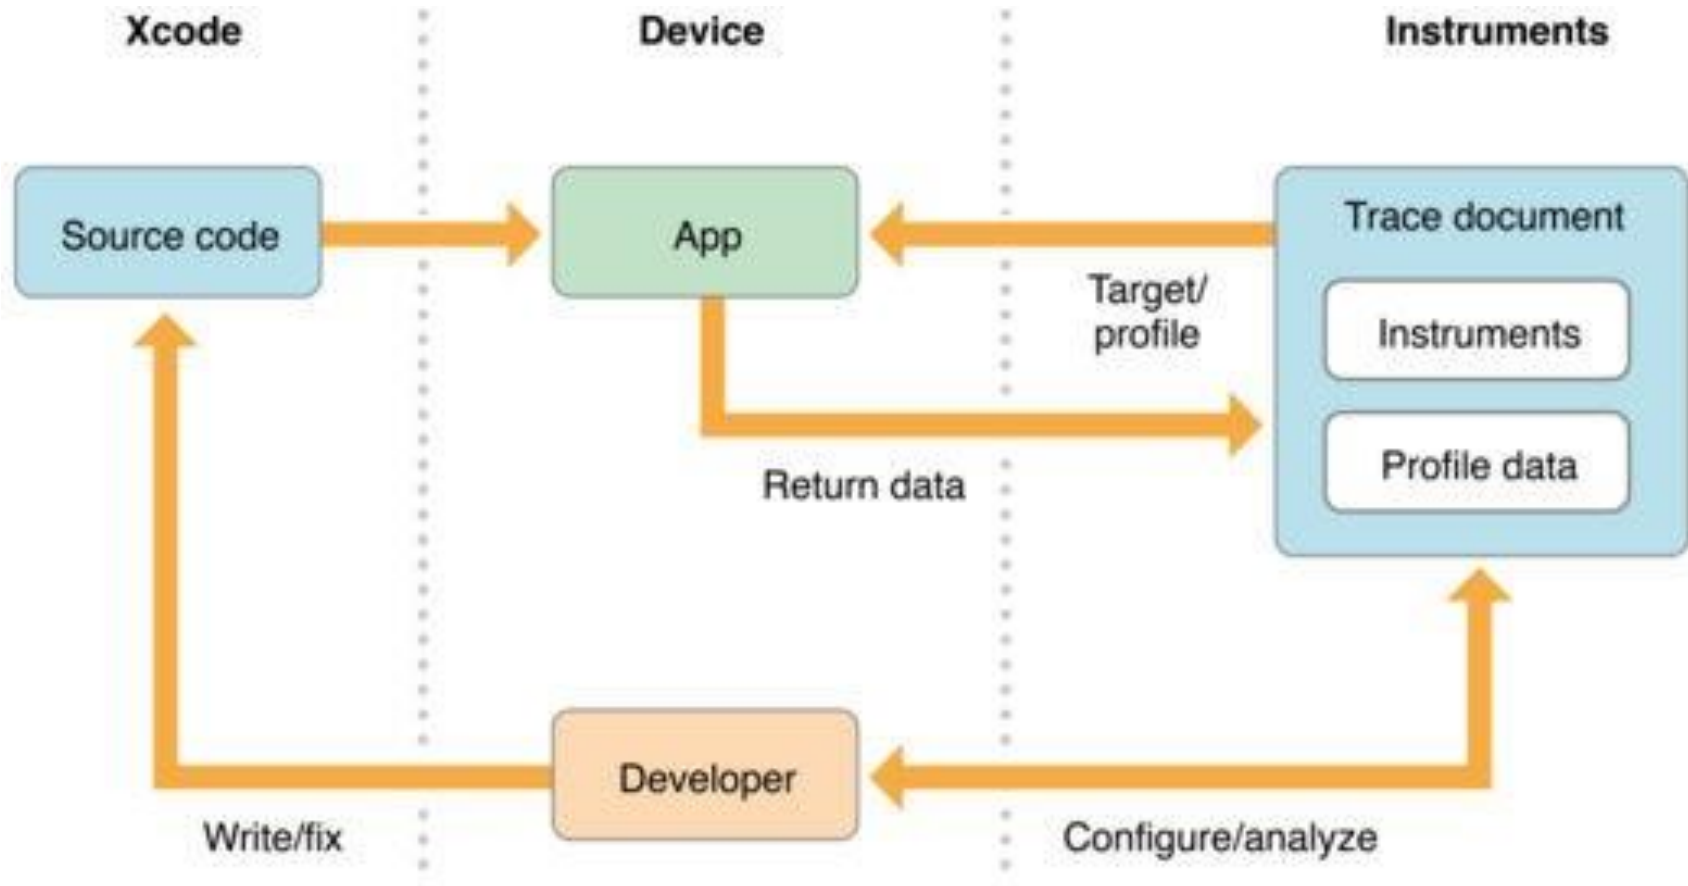 Xcode
Device
Instruments
Source code
App
Trace document
Target/
profile
Instruments
Profile data
Return data
Developer
Write/fix
Configure/analyze